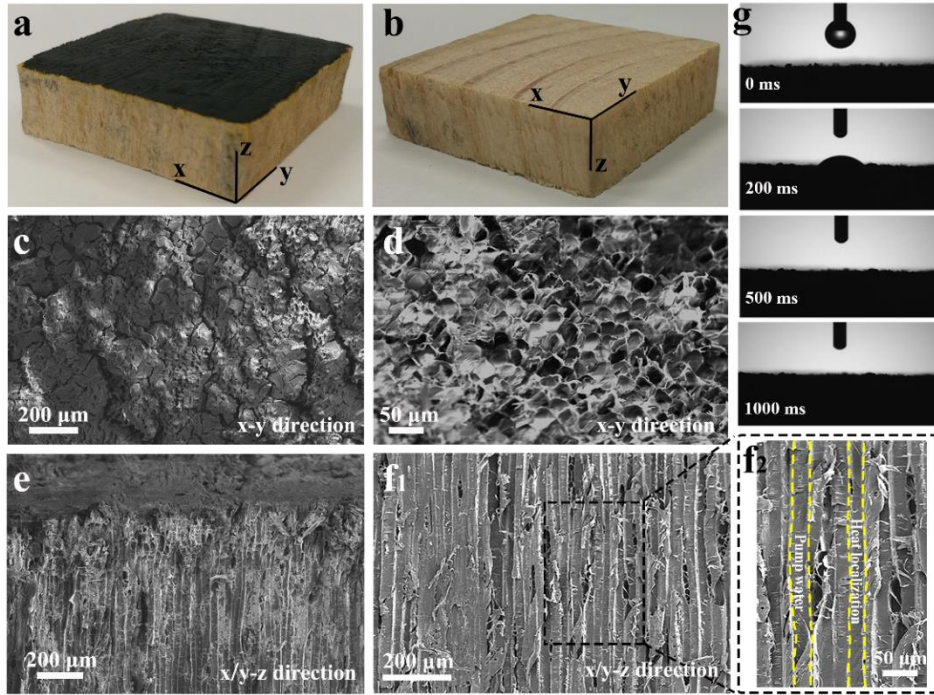 a
z
x
y
b
x
y
z
g
0 ms
200 ms
500 ms
1000 ms
c
200 μm
x-y direction
d
50 μm
x-y direction
e
200 μm
x/y-z direction
f1
200 μm
x/y-z direction
f2
Pump water
Heat localization
50 μm